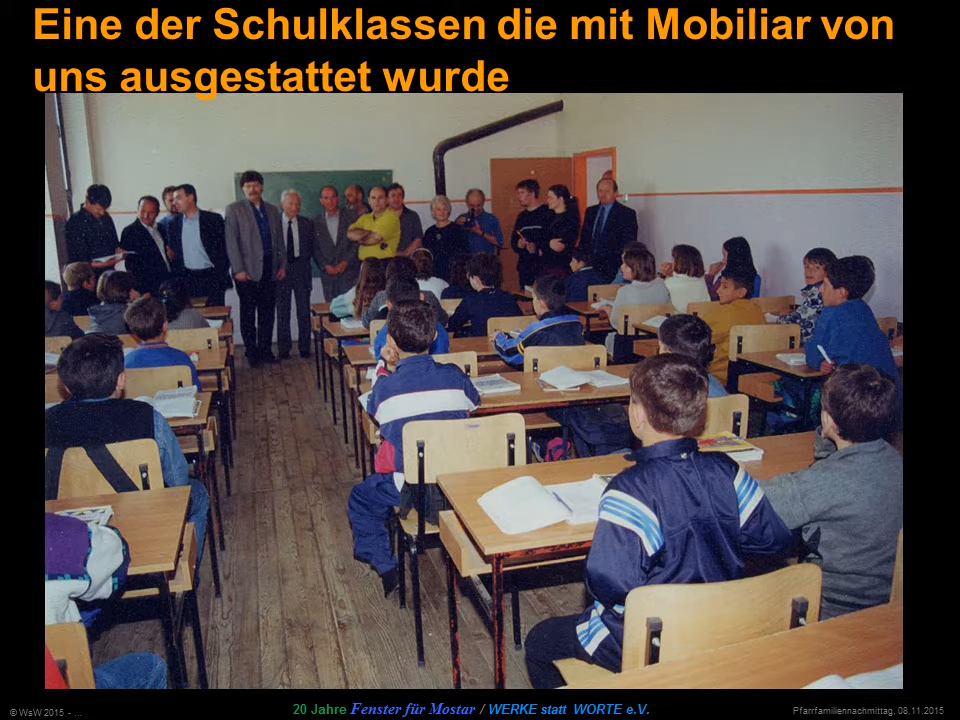 Eine der Schulklassen die mit Mobiliar von
uns ausgestattet wurde
© WsW 2015 - ...
20 Jahre Fenster für Mostar / WERKE statt WORTE e.V.
Pfarrfamiliennachmittag, 08.11.2015